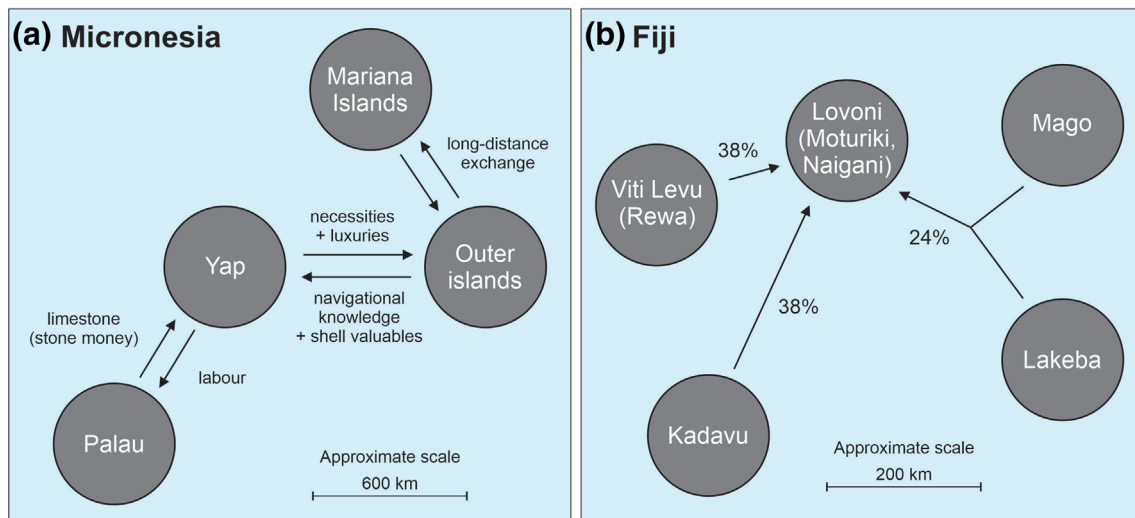 (a) Micronesia
Mariana
Islands
long-distance
exchange
necessities
+ luxuries
Yap
Outer
islands
navigational
knowledge
+ shell valuables
limestone
(stone money)
labour
Palau
Approximate scale
600 km
(b) Fiji
Lovoni
(Moturiki,
Naigani)
Mago
38%
Viti Levu
(Rewa)
24%
38%
Lakeba
Kadavu
Approximate scale
200 km